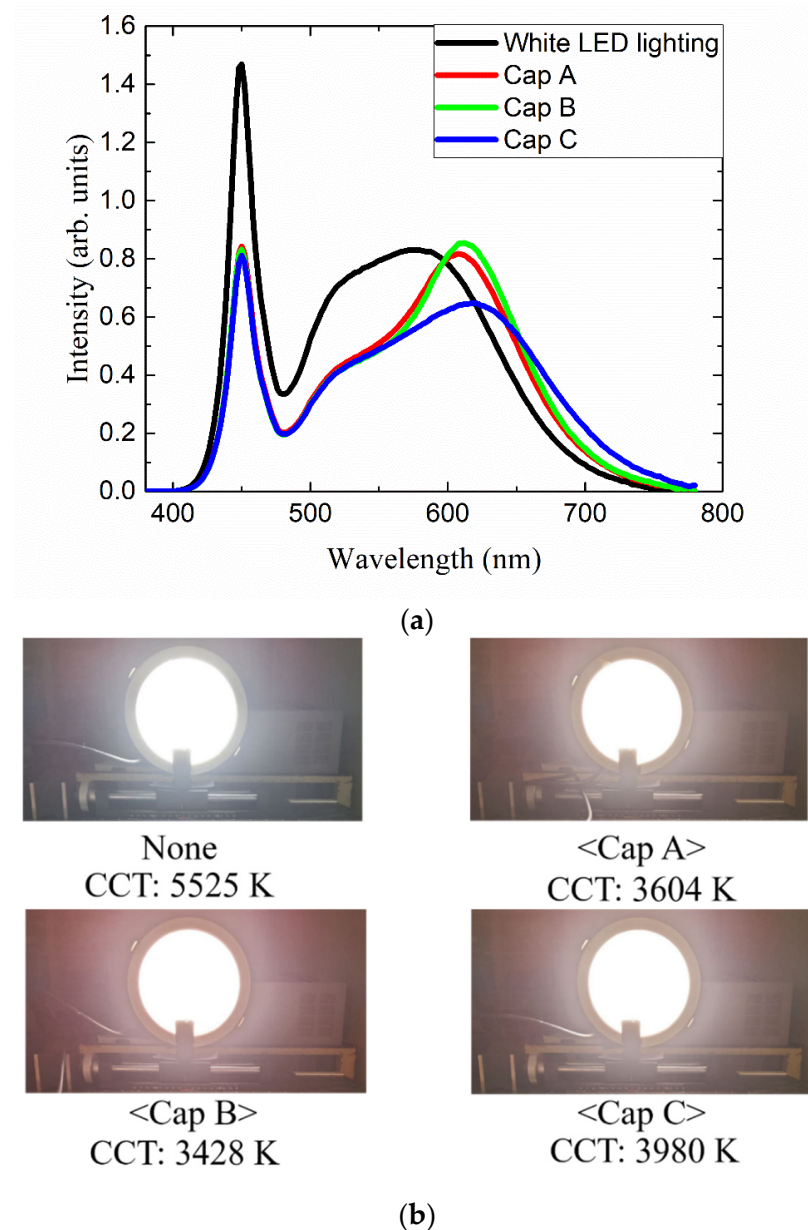 1.6
1.4
1.2
1.0
0.8
0.6
0.4
0.2
0.0
Intensity (arb. units)
White LED lighting
Cap A
Cap B
Cap C
400 500 600 700 800
Wavelength (nm)
(a)
None
CCT: 5525 K
<Cap A>
CCT: 3604 K
<Cap B>
CCT: 3428 K
<Cap C>
CCT: 3980 K
(b)